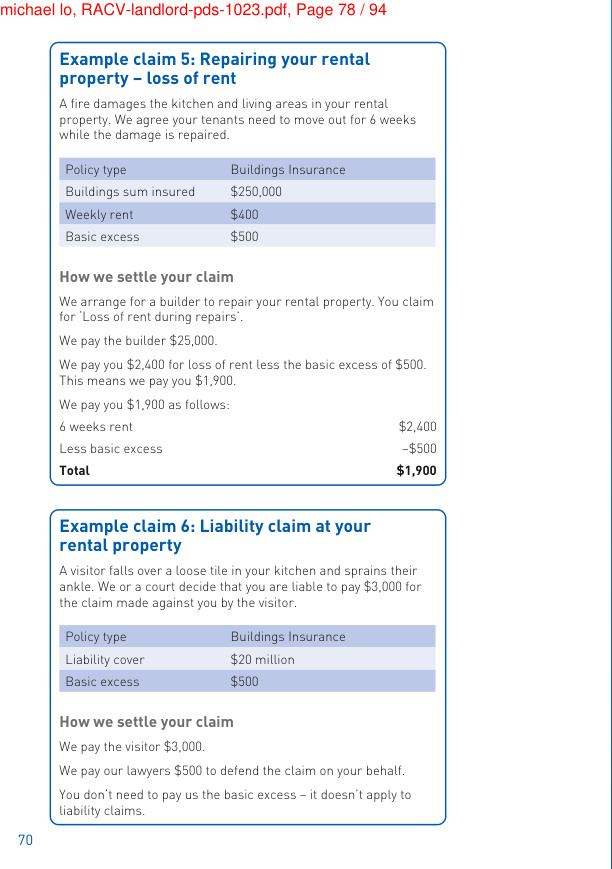 michael lo, RACV-landlord-pds-1023.pdf, Page 78 / 94
Example claim 5: Repairing your rental
property – loss of rent
A fire damages the kitchen and living areas in your rental
property. We agree your tenants need to move out for 6 weeks
while the damage is repaired.
Policy type Buildings Insurance
Buildings sum insured $250,000
Weekly rent $400
Basic excess $500
How we settle your claim
We arrange for a builder to repair your rental property. You claim
for ‘Loss of rent during repairs’.
We pay the builder $25,000.
We pay you $2,400 for loss of rent less the basic excess of $500.
This means we pay you $1,900.
We pay you $1,900 as follows:
6 weeks rent $2,400
Less basic excess –$500
Total $1,900
Example claim 6: Liability claim at your
rental property
A visitor falls over a loose tile in your kitchen and sprains their
ankle. We or a court decide that you are liable to pay $3,000 for
the claim made against you by the visitor.
Policy type Buildings Insurance
Liability cover $20 million
Basic excess $500
How we settle your claim
We pay the visitor $3,000.
We pay our lawyers $500 to defend the claim on your behalf.
You don’t need to pay us the basic excess – it doesn’t apply to
liability claims.
70